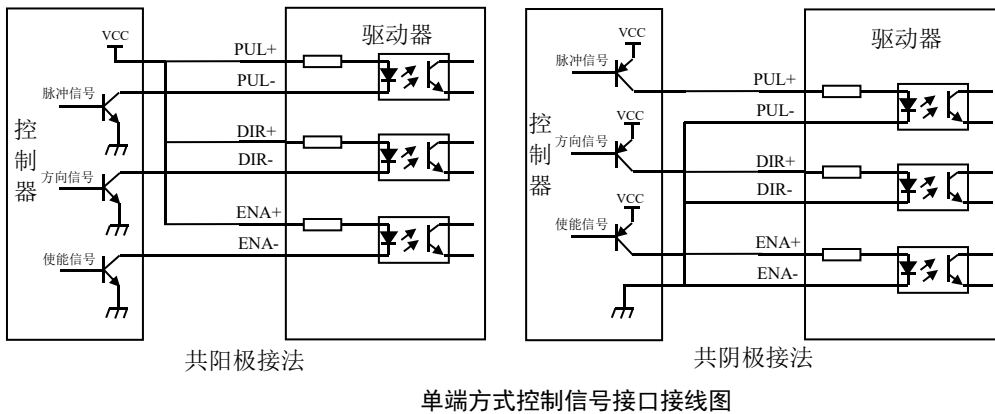 控制器
VCC
脉冲信号
方向信号
使能信号
PUL+
PUL-
DIR+
DIR-
ENA+
ENA-
驱动器
共阳极接法
控制器
VCC
脉冲信号
VCC
方向信号
VCC
使能信号
PUL+
PUL-
DIR+
DIR-
ENA+
ENA-
驱动器
共阴极接法
单端方式控制信号接口接线图